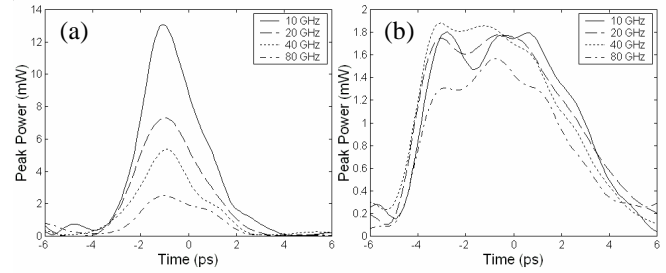 (a)
10 GHz
20 GHz
40 GHz
80 GHz
14
12
10
8
6
4
2
0
-6 -4 -2 0 2 4 6
Time (ps)
Peak Power (mW)
(b)
10 GHz
20 GHz
40 GHz
80 GHz
2
1.8
1.6
1.4
1.2
1
0.8
0.6
0.4
0.2
0
-6 -4 -2 0 2 4 6
Time (ps)
Peak Power (mW)